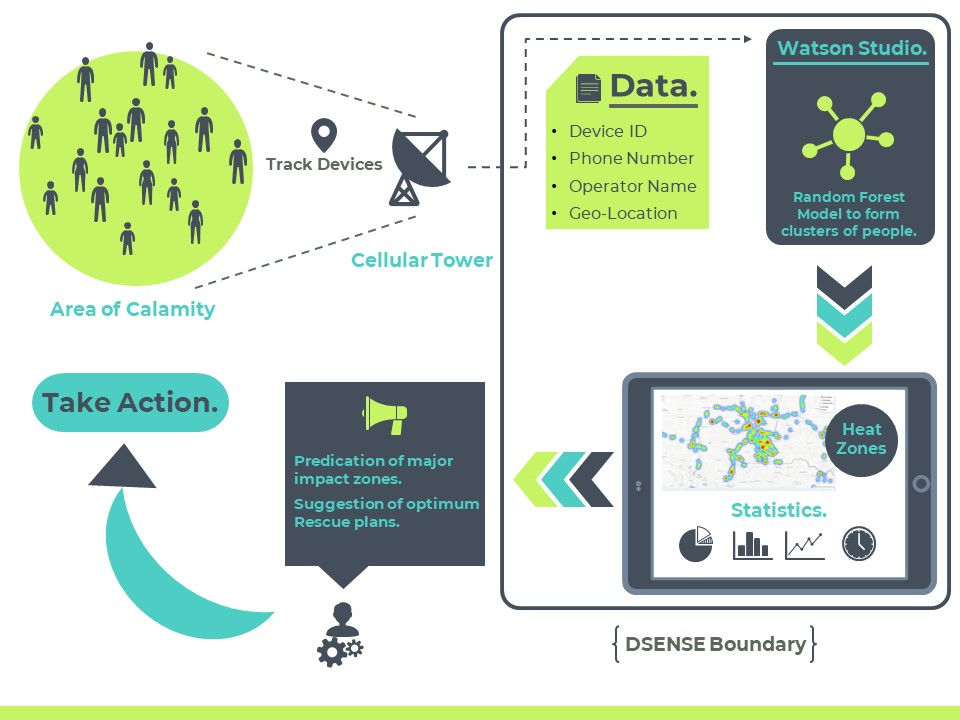 Area of Calamity
Track Devices
Cellular Tower
Data.
• Device ID
• Phone Number
• Operator Name
• Geo-Location
Watson Studio.
Random Forest
Model to form
clusters of people.
Heat
Zones
Statistics.
Predication of major
impact zones.
Suggestion of optimum
Rescue plans.
Take Action.
{DSENSE Boundary}